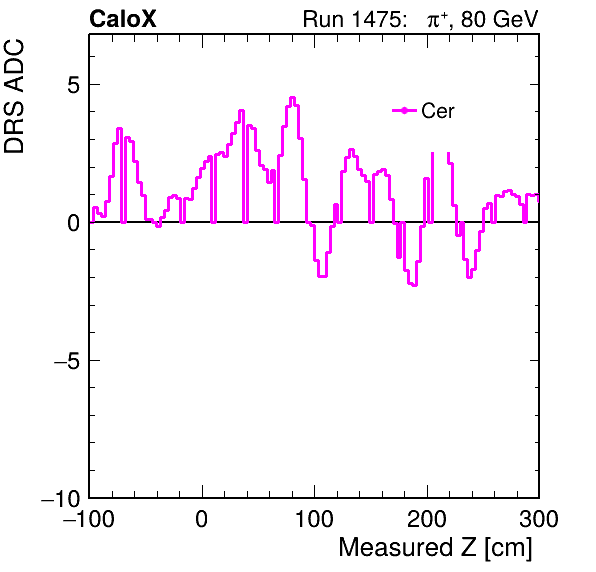 CaloX Run 1475: π⁺, 80 GeV
DRS ADC
Cer
5
0
−5
−10
−100 0 100 200 300
Measured Z [cm]